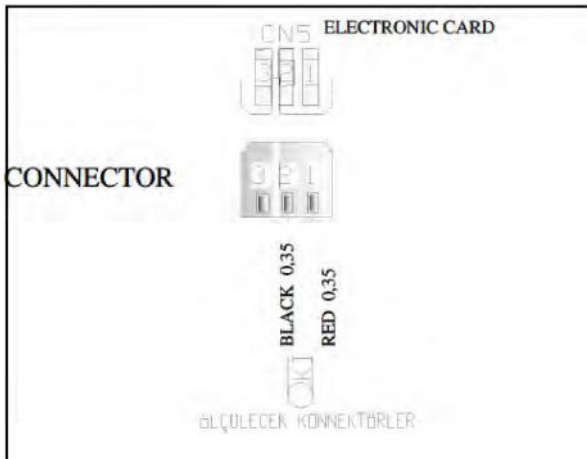 CN5 ELECTRONIC CARD
3 2 1
CONNECTOR
3 2 1
BLACK 0,35
RED 0,35
ÖLÇÜLECEK KONNEKTÖRLER